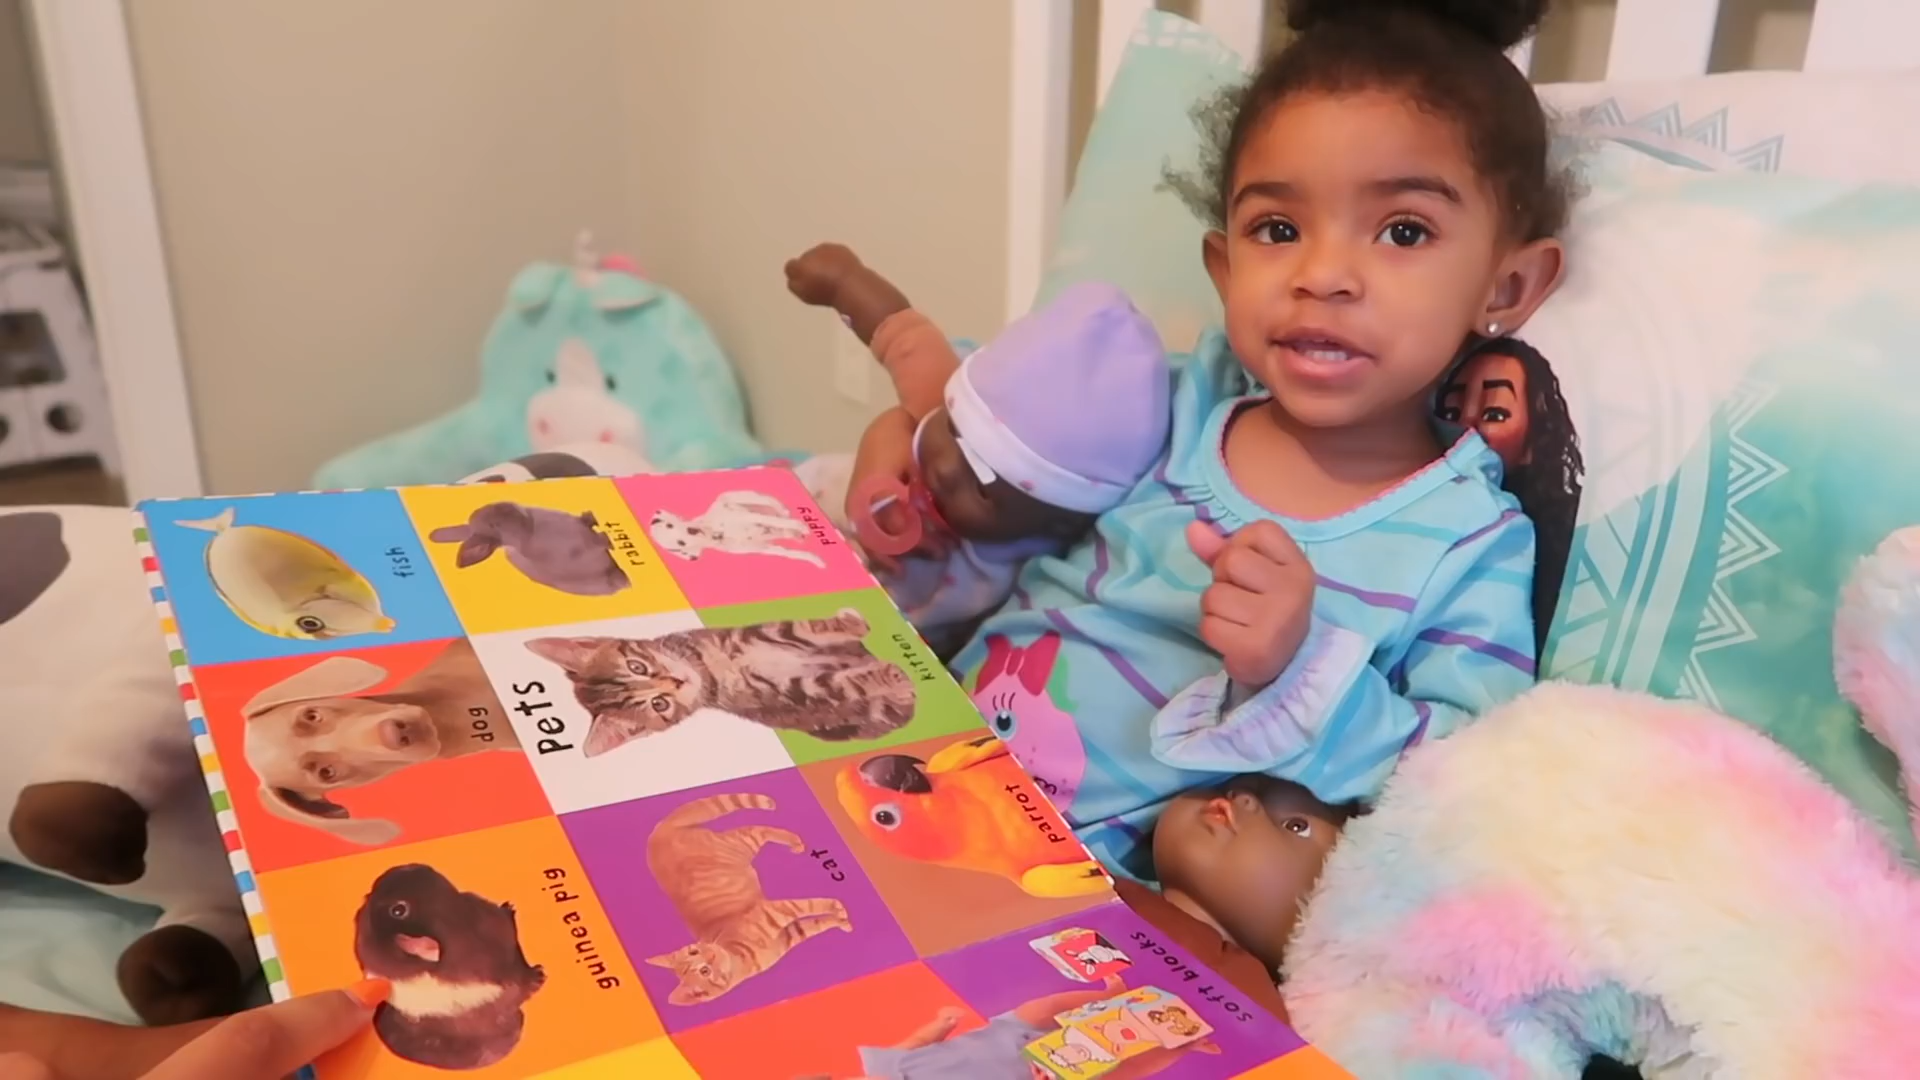 fish
rabbit
puppy
dog
pets
kitten
guinea pig
cat
parrot
soft blocks